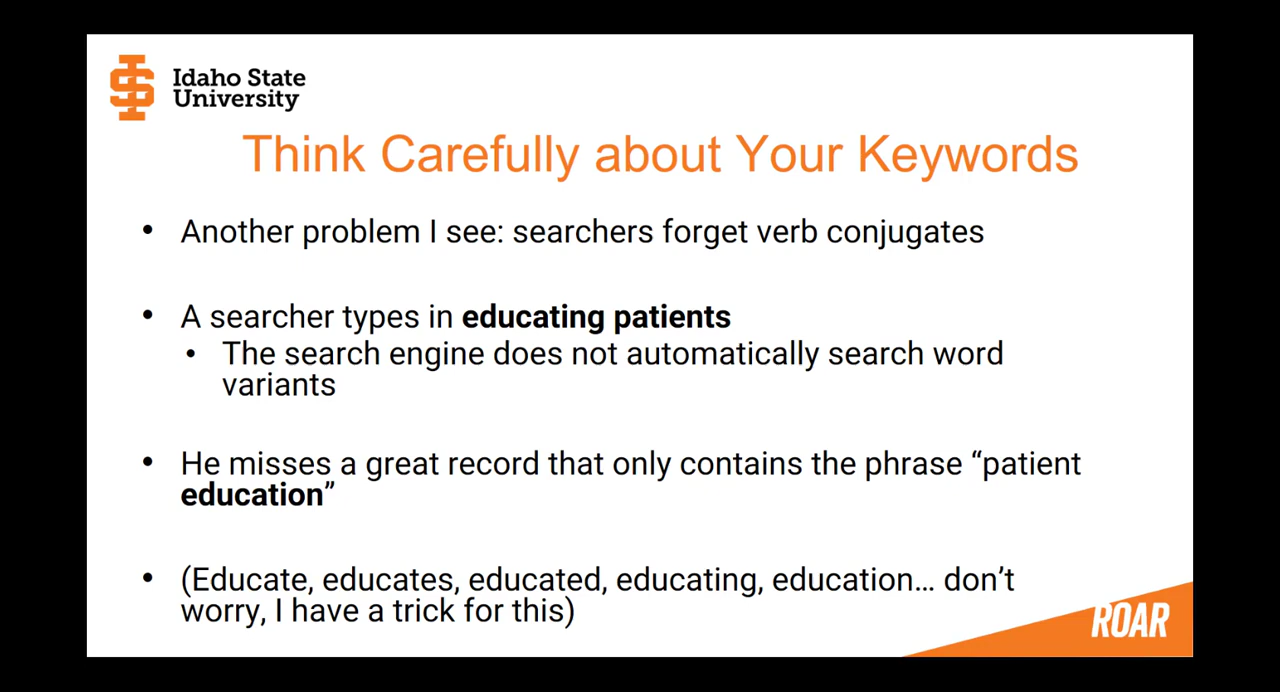 Idaho State
University
Think Carefully about Your Keywords
• Another problem I see: searchers forget verb conjugates
• A searcher types in educating patients
• The search engine does not automatically search word
variants
• He misses a great record that only contains the phrase “patient
education”
• (Educate, educates, educated, educating, education... don’t
worry, I have a trick for this)
ROAR